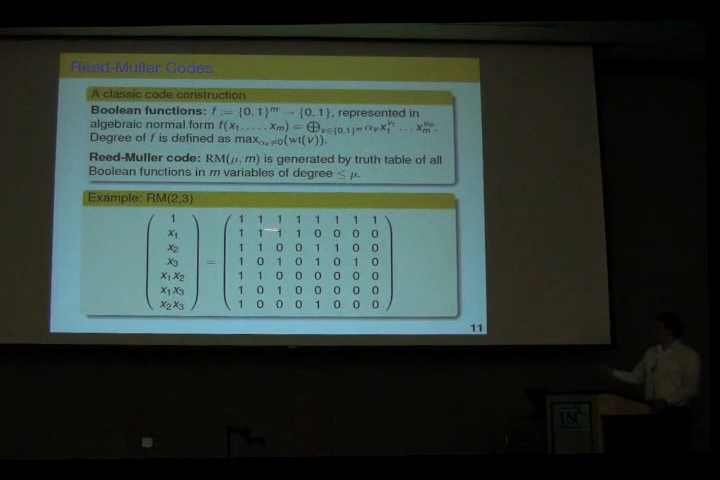 Reed-Muller Codes
A classic code construction
Boolean functions: f := {0, 1}^m → {0, 1}, represented in
algebraic normal form f(x₁, . . . , xₘ) = ⊕_{v∈{0,1}^m} αᵥx₁^{v₁} . . . xₘ^{vₘ}.
Degree of f is defined as max_{αᵥ≠0}(wt(v)).
Reed-Muller code: RM(μ, m) is generated by truth table of all
Boolean functions in m variables of degree ≤ μ.
Example: RM(2,3)
1 1 1 1 1 1 1 1 1
x₁ 1 1 1 1 0 0 0 0
x₂ 1 1 0 0 1 1 0 0
x₃ = 1 0 1 0 1 0 1 0
x₁x₂ 1 1 0 0 0 0 0 0
x₁x₃ 1 0 1 0 0 0 0 0
x₂x₃ 1 0 0 0 1 0 0 0
11